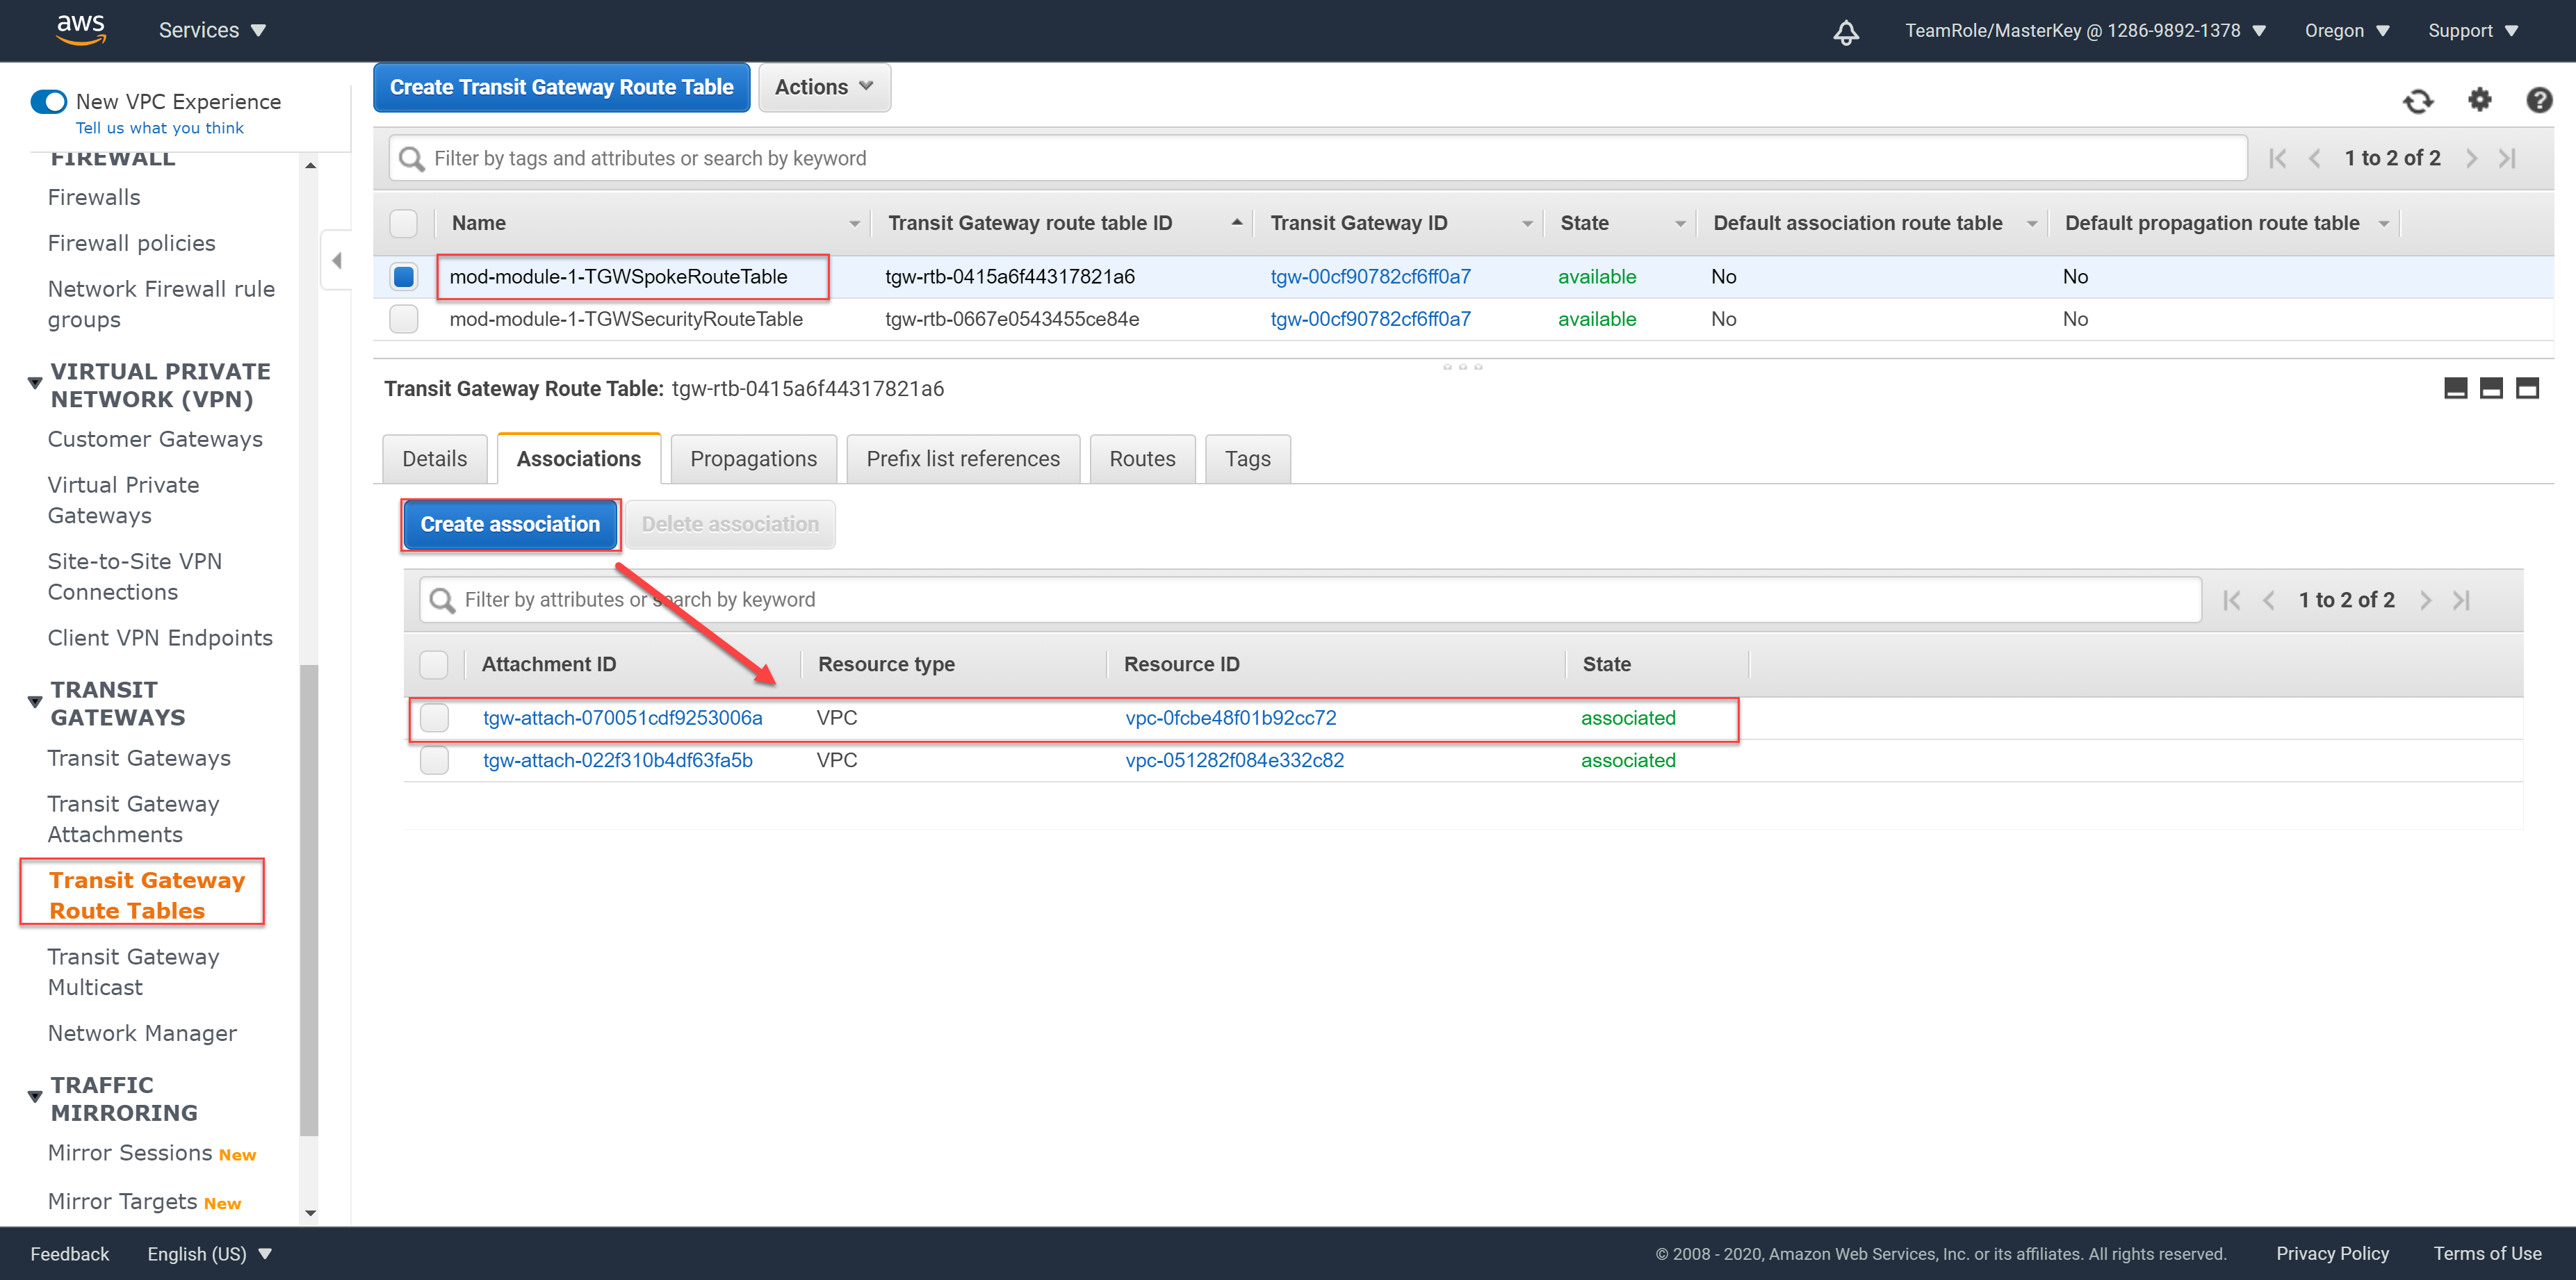 aws Services TeamRole/MasterKey @ 1286-9892-1378 Oregon Support
New VPC Experience
Tell us what you think
FIREWALL
Firewalls
Firewall policies
Network Firewall rule
groups
VIRTUAL PRIVATE
NETWORK (VPN)
Customer Gateways
Virtual Private
Gateways
Site-to-Site VPN
Connections
Client VPN Endpoints
TRANSIT
GATEWAYS
Transit Gateways
Transit Gateway
Attachments
Transit Gateway
Route Tables
Transit Gateway
Multicast
Network Manager
TRAFFIC
MIRRORING
Mirror Sessions New
Mirror Targets New
Create Transit Gateway Route Table Actions
Filter by tags and attributes or search by keyword 1 to 2 of 2
Name Transit Gateway route table ID Transit Gateway ID State Default association route table Default propagation route table
mod-module-1-TGWSpokeRouteTable tgw-rtb-0415a6f44317821a6 tgw-00cf90782cf6ff0a7 available No No
mod-module-1-TGWSecurityRouteTable tgw-rtb-0667e0543455ce84e tgw-00cf90782cf6ff0a7 available No No
Transit Gateway Route Table: tgw-rtb-0415a6f44317821a6
Details Associations Propagations Prefix list references Routes Tags
Create association Delete association
Filter by attributes or search by keyword 1 to 2 of 2
Attachment ID Resource type Resource ID State
tgw-attach-070051cdf9253006a VPC vpc-0fcbe48f01b92cc72 associated
tgw-attach-022f310b4df63fa5b VPC vpc-051282f084e332c82 associated
Feedback English (US) © 2008 - 2020, Amazon Web Services, Inc. or its affiliates. All rights reserved. Privacy Policy Terms of Use